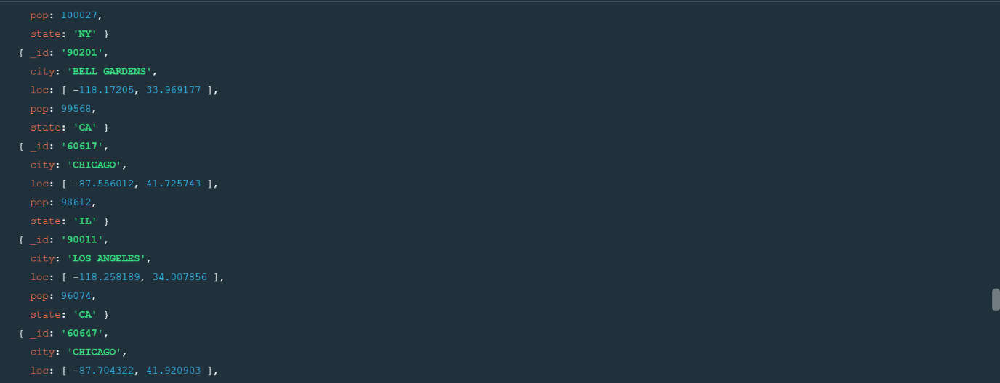 pop: 100027,
state: 'NY' }
{ _id: '90201',
city: 'BELL GARDENS',
loc: [ -118.17205, 33.969177 ],
pop: 99568,
state: 'CA' }
{ _id: '60617',
city: 'CHICAGO',
loc: [ -87.556012, 41.725743 ],
pop: 98612,
state: 'IL' }
{ _id: '90011',
city: 'LOS ANGELES',
loc: [ -118.258189, 34.007856 ],
pop: 96074,
state: 'CA' }
{ _id: '60647',
city: 'CHICAGO',
loc: [ -87.704322, 41.920903 ],